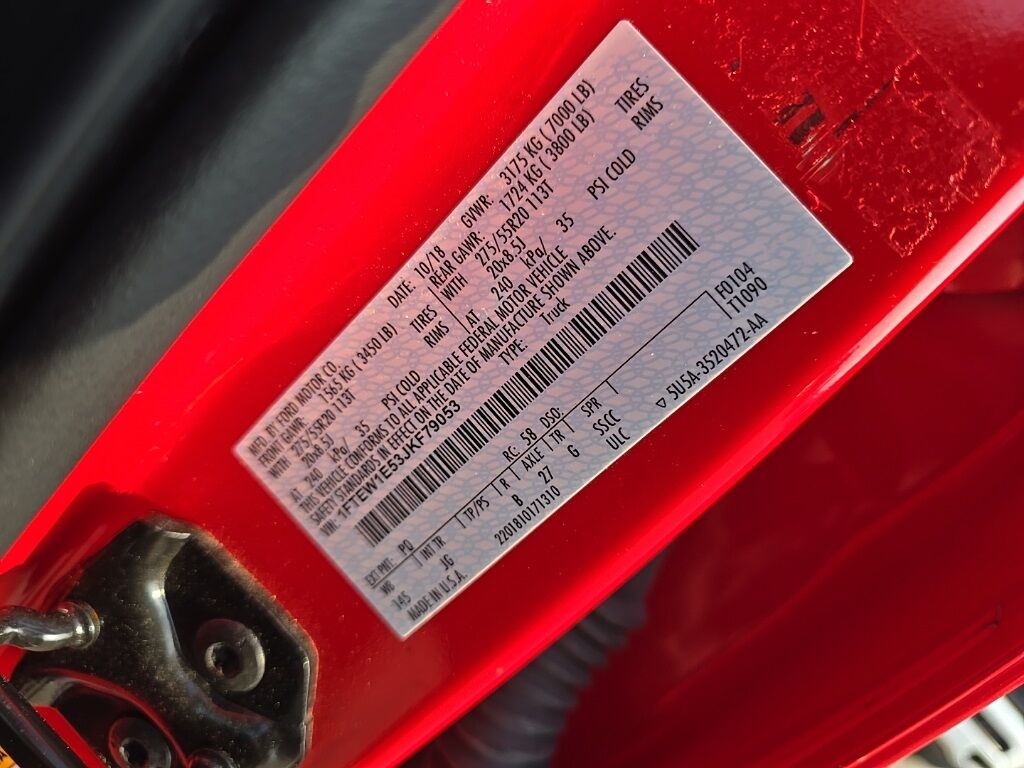 MFD. BY FORD MOTOR CO.
DATE: 10/18 GVWR: 3175 KG ( 7000 LB)
FRONT GAWR: 1565 KG ( 3450 LB) REAR GAWR: 1724 KG ( 3800 LB)
WITH 275/55R20 113T TIRES WITH 275/55R20 113T TIRES
20x8.5J RIMS 20x8.5J RIMS
AT 240 kPa/ 35 PSI COLD AT 240 kPa/ 35 PSI COLD
THIS VEHICLE CONFORMS TO ALL APPLICABLE FEDERAL MOTOR VEHICLE
SAFETY STANDARDS IN EFFECT ON THE DATE OF MANUFACTURE SHOWN ABOVE.
VIN: 1FTEW1E53JKF79053 TYPE: Truck
F0104
T1090
EXT PNT: PQ RC: 58 DSO:
WB INT TR TP/PS R AXLE TR SPR
145 JG B 27 G SSCC
MADE IN U.S.A. 2201810171310 ULC
▽ 5U5A-3520472-AA